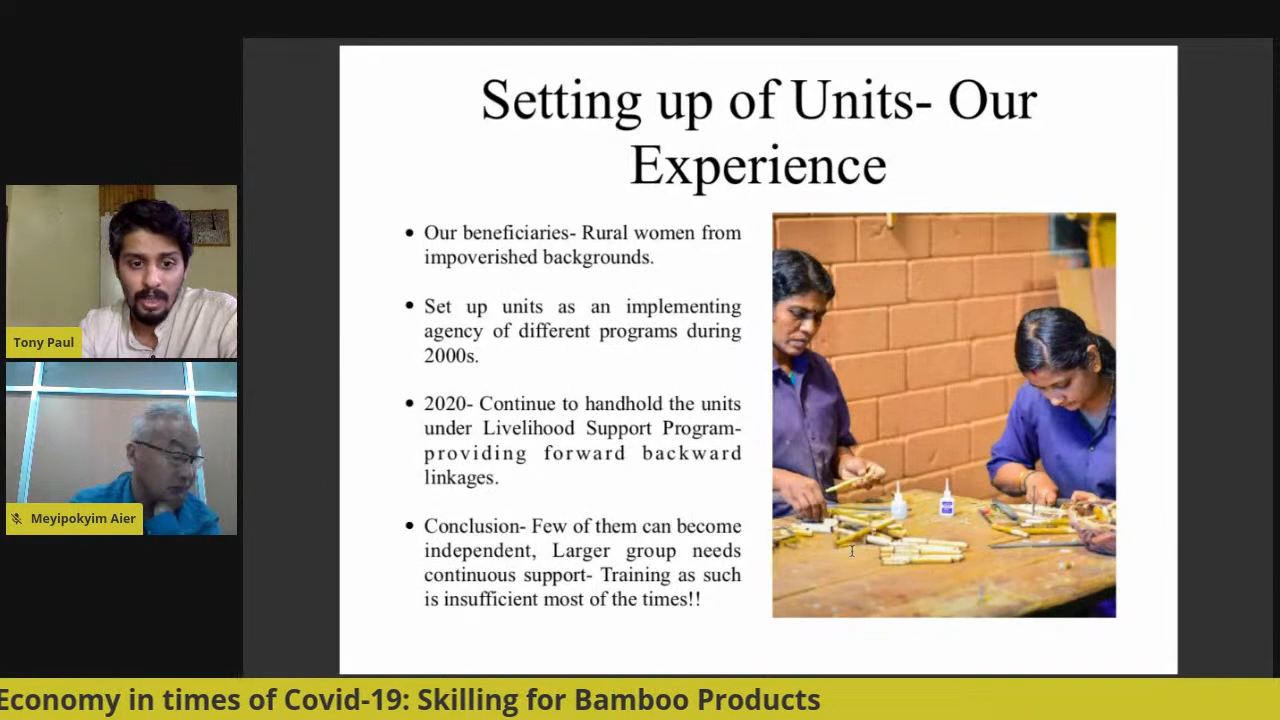 Setting up of Units- Our
Experience
Our beneficiaries- Rural women from
impoverished backgrounds.
Set up units as an implementing
agency of different programs during
2000s.
2020- Continue to handhold the units
under Livelihood Support Program-
providing forward backward
linkages.
Conclusion- Few of them can become
independent, Larger group needs
continuous support- Training as such
is insufficient most of the times!!
Tony Paul
Meyipokyim Aier
Economy in times of Covid-19: Skilling for Bamboo Products